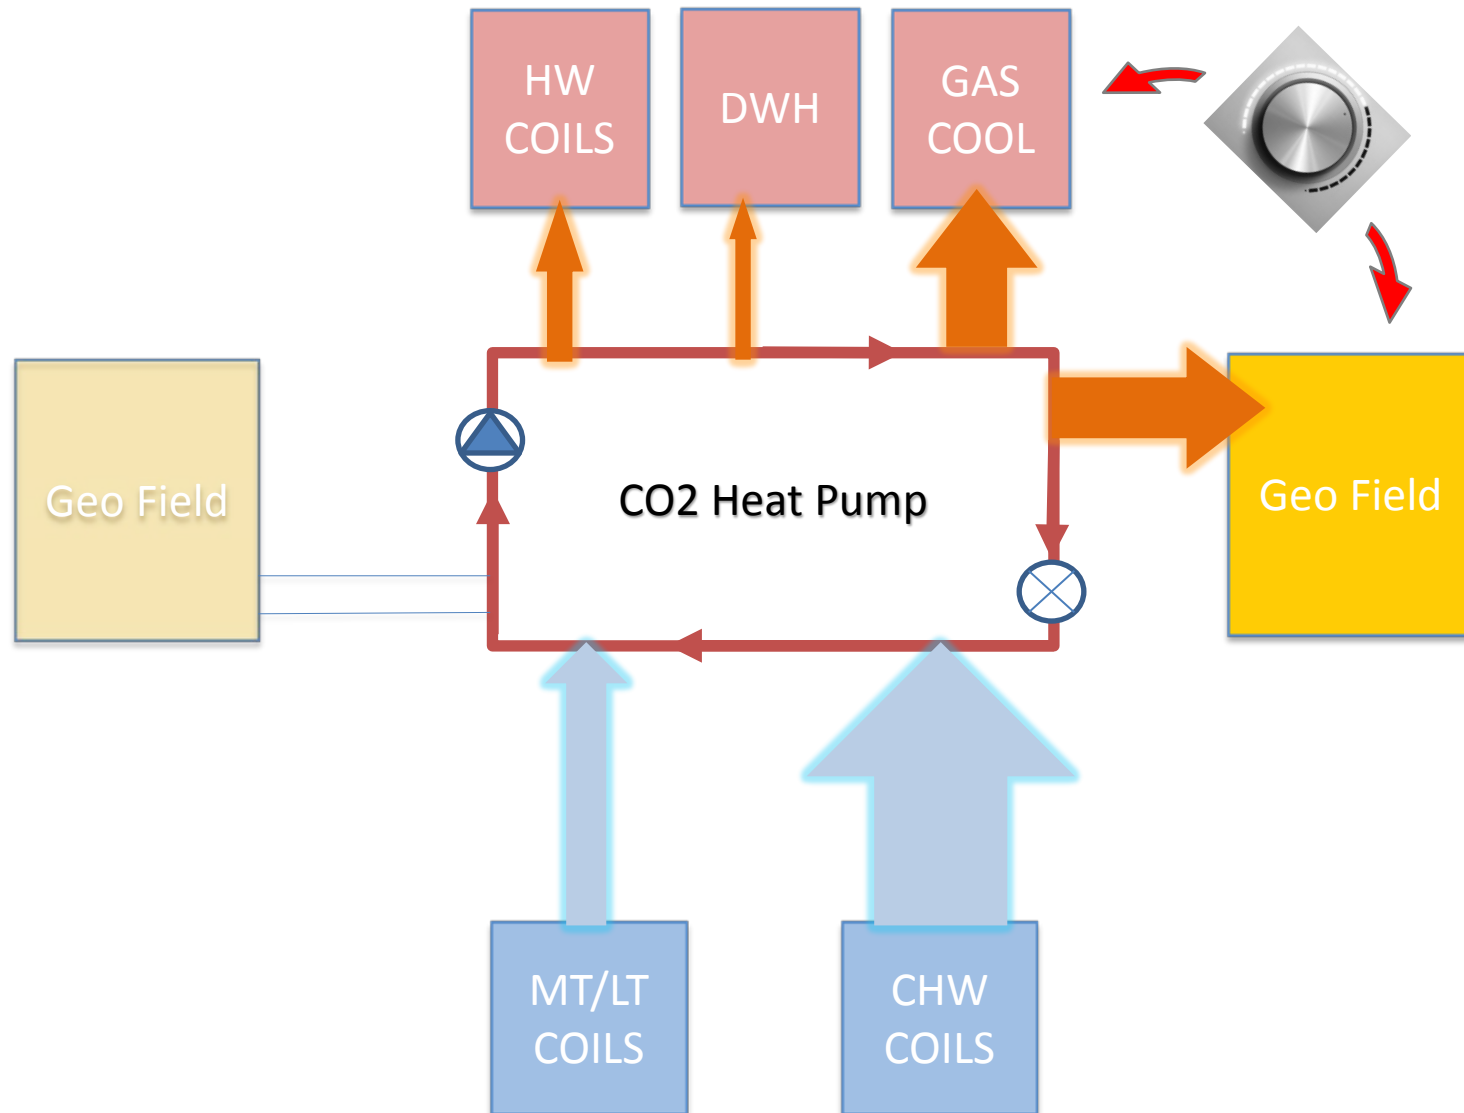 HW
COILS
DWH
GAS
COOL
Geo Field
CO2 Heat Pump
Geo Field
MT/LT
COILS
CHW
COILS